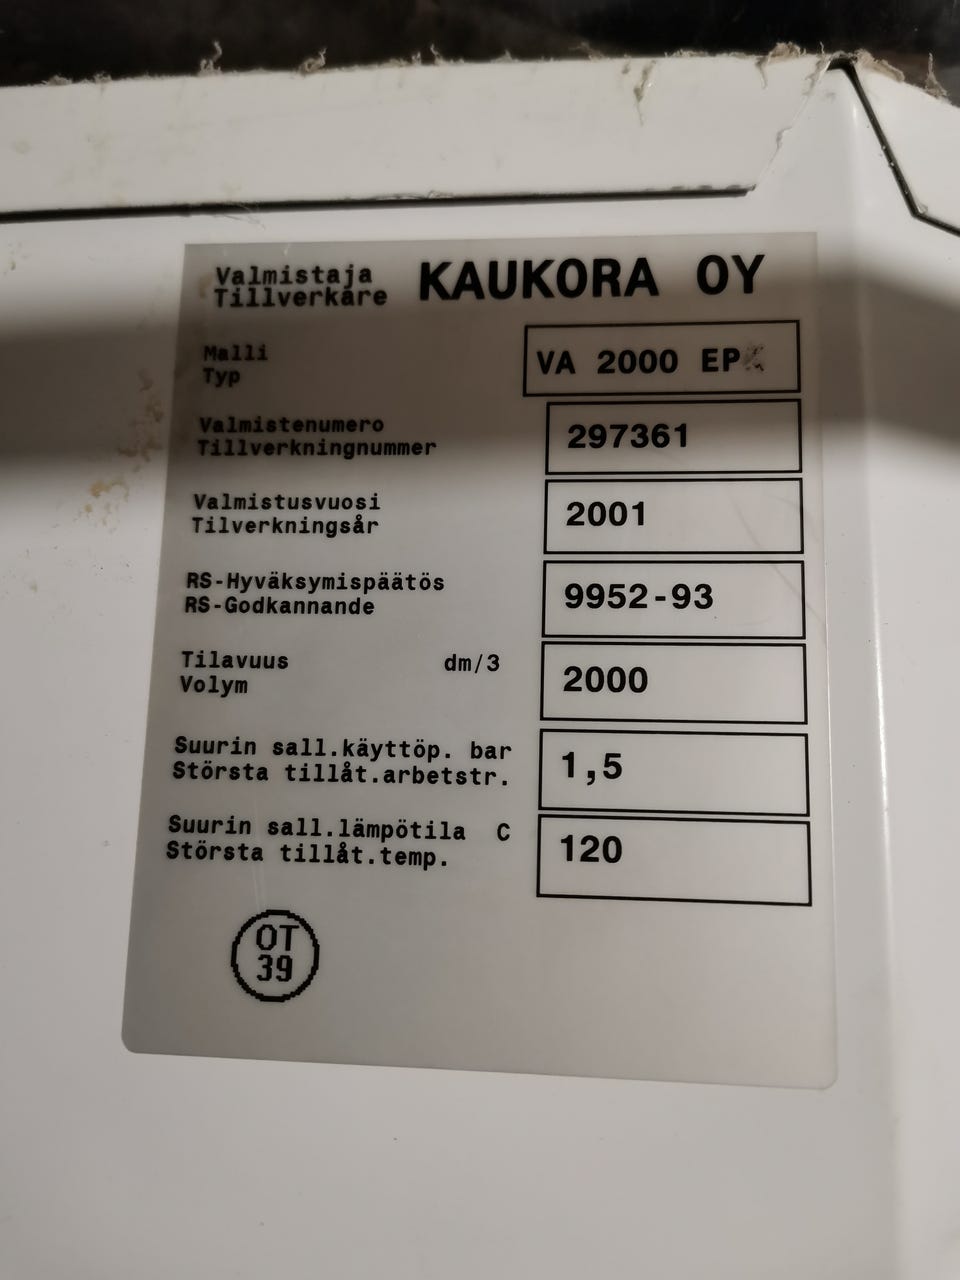 Valmistaja KAUKORA OY
Tillverkare
Malli VA 2000 EP
Typ
Valmistenumero 297361
Tillverkningnummer
Valmistusvuosi 2001
Tilverkningsår
RS-Hyväksymispäätös 9952-93
RS-Godkannande
Tilavuus dm/3 2000
Volym
Suurin sall.käyttöp. bar 1,5
Största tillåt.arbetstr.
Suurin sall.lämpötila C 120
Största tillåt.temp.
OT
39